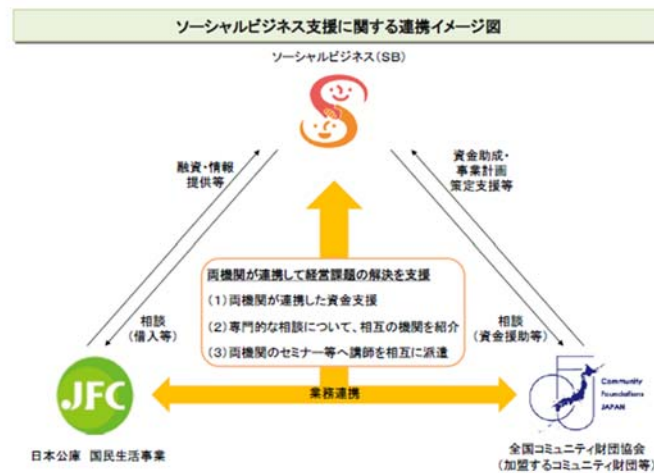 ソーシャルビジネス支援に関する連携イメージ図
ソーシャルビジネス(SB)
融資・情報
提供等
資金助成・
事業計画
策定支援等
両機関が連携して経営課題の解決を支援
(1)両機関が連携した資金支援
(2)専門的な相談について、相互の機関を紹介
(3)両機関のセミナー等へ講師を相互に派遣
相談
(借入等)
相談
(資金援助等)
JFC
業務連携
Community
Foundations
JAPAN
日本公庫 国民生活事業
全国コミュニティ財団協会
(加盟するコミュニティ財団等)